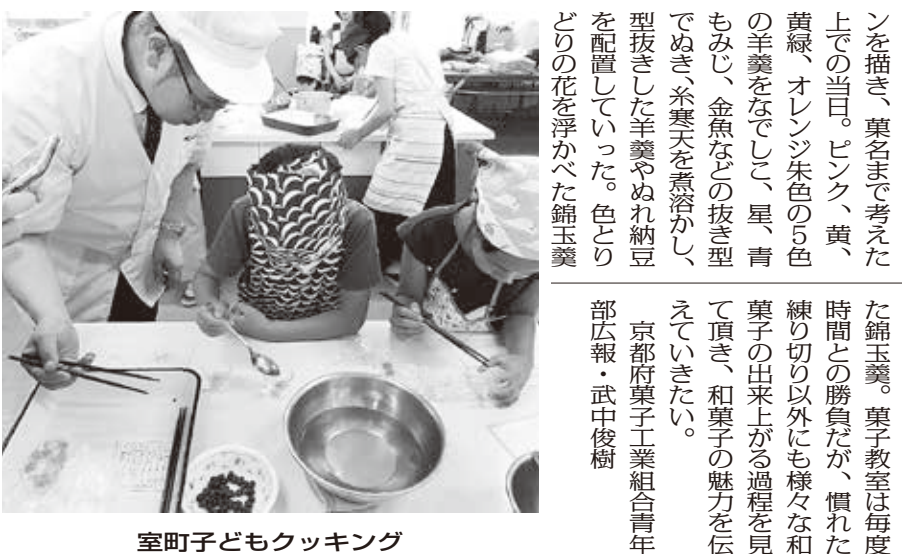 ンを描き、菓名まで考えた
上での当日。ピンク、黄、
黄緑、オレンジ朱色の5色
の羊羹をなでしこ、星、青
もみじ、金魚などの抜き型
でぬき、糸寒天を煮溶かし、
型抜きした羊羹やぬれ納豆
を配置していった。色とり
どりの花を浮かべた錦玉羹
た錦玉羹。菓子教室は毎度
時間との勝負だが、慣れた
練り切り以外にも様々な和
菓子の出来上がる過程を見
て頂き、和菓子の魅力を伝
えていきたい。
京都府菓子工業組合青年
部広報・武中俊樹
室町子どもクッキング